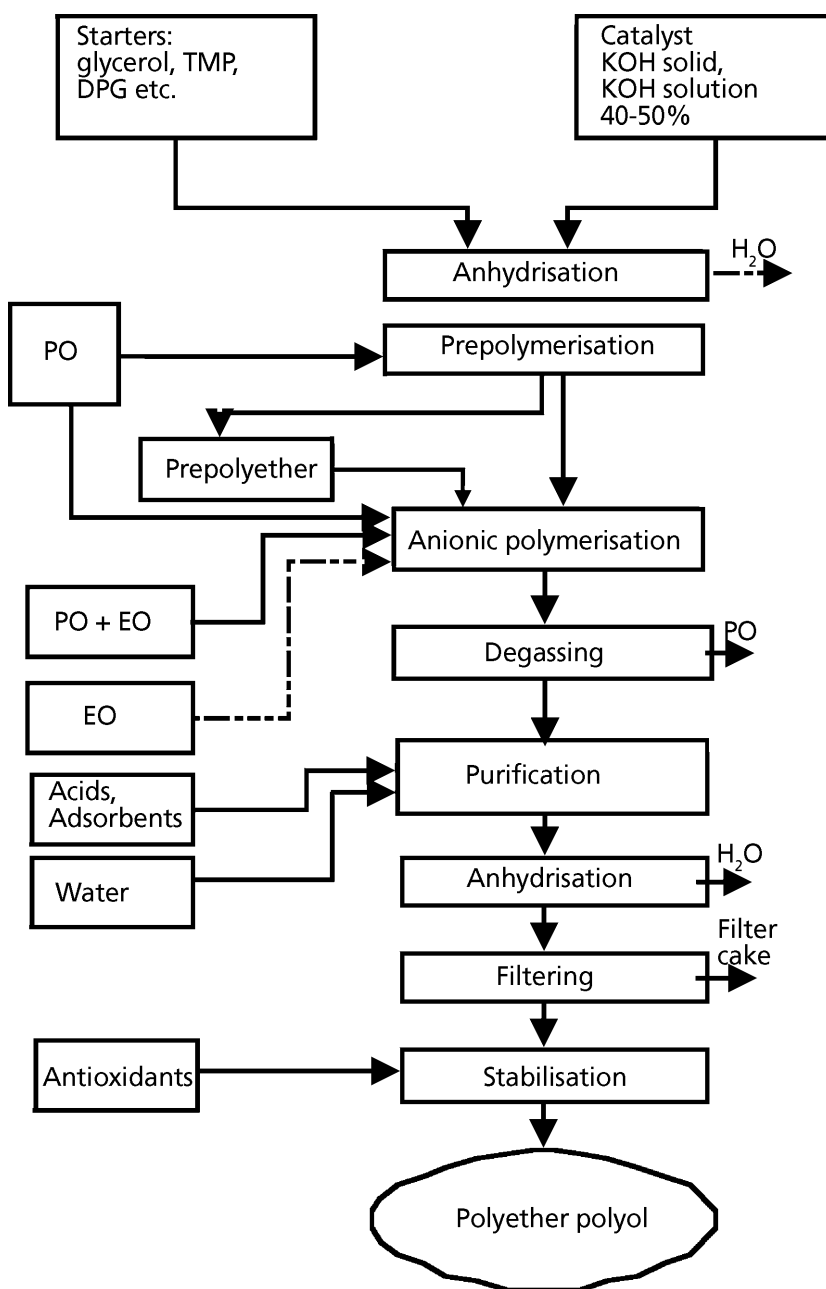 Starters:
glycerol, TMP,
DPG etc.
Catalyst
KOH solid,
KOH solution
40-50%
Anhydrisation
H₂O
PO
Prepolymerisation
Prepolyether
Anionic polymerisation
PO + EO
Degassing
PO
EO
Purification
Acids,
Adsorbents
Anhydrisation
H₂O
Water
Filter
cake
Filtering
Antioxidants
Stabilisation
Polyether polyol